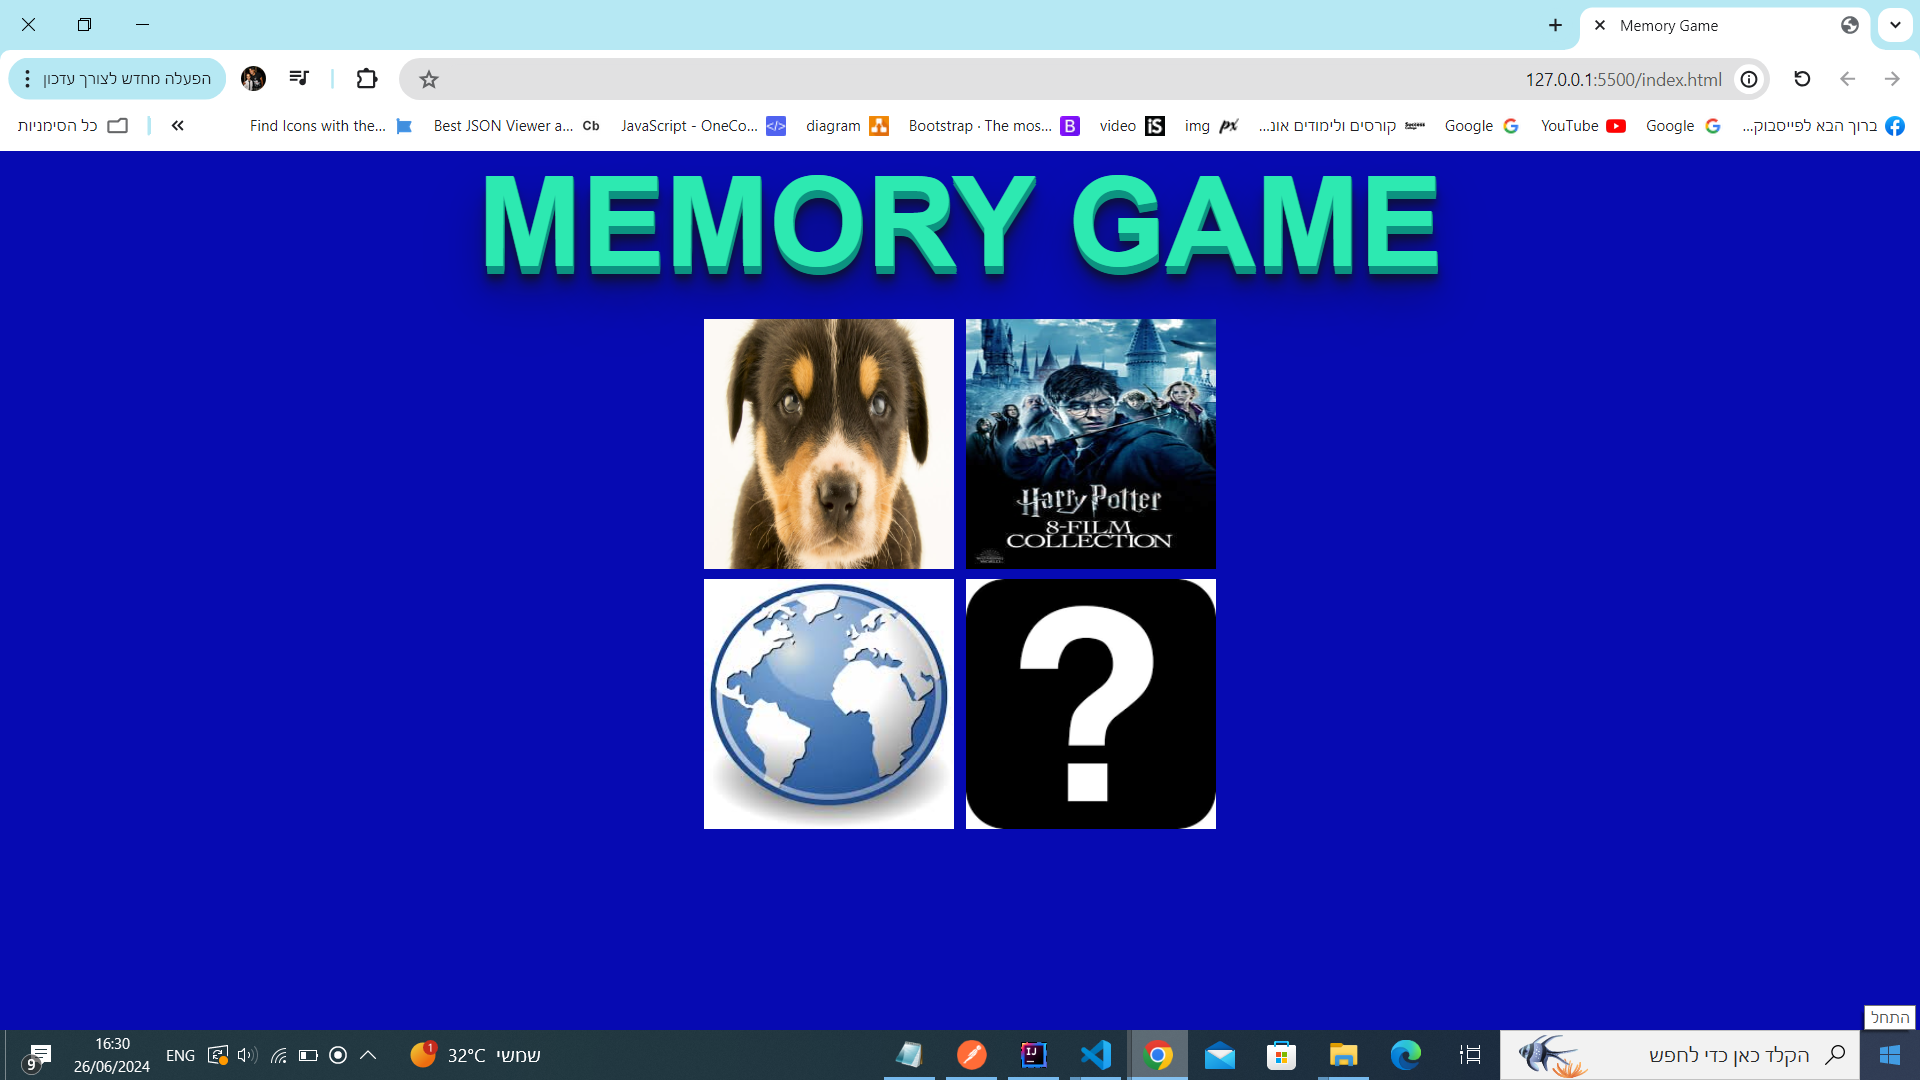 Memory Game
127.0.0.1:5500/index.html
הפעלה מחדש לצורך עדכון
ברוך הבא לפייסבוק...
Google
YouTube
Google
קורסים ולימודים אונ...
img
video
Bootstrap · The mos...
diagram
JavaScript - OneCo...
Best JSON Viewer a...
Find Icons with the...
כל הסימניות
MEMORY GAME
Harry Potter
8-FILM
COLLECTION
?
התחל
הקלד כאן כדי לחפש
שמשי 32°C
1
ENG
16:30
26/06/2024
9